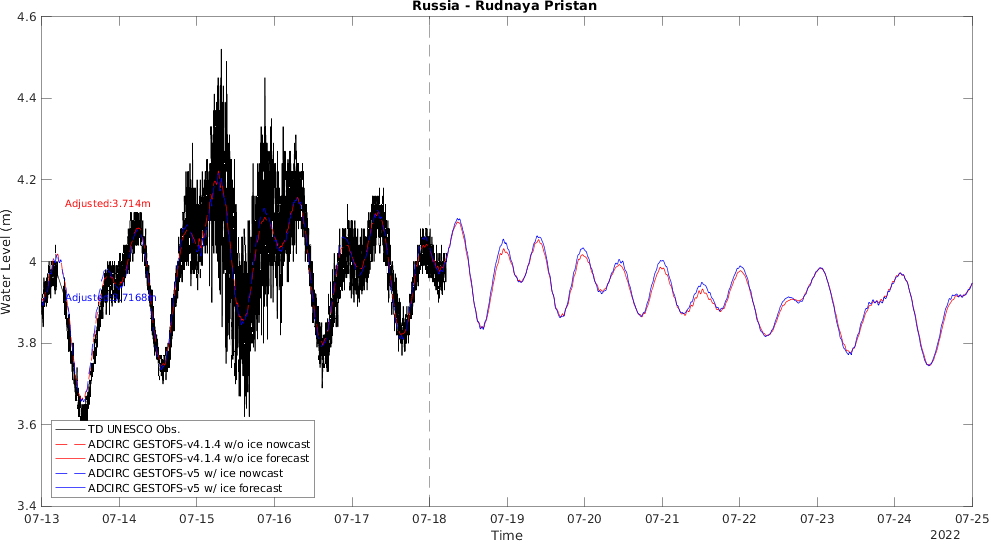 Russia - Rudnaya Pristan
Water Level (m)
4.6
4.4
4.2
4
3.8
3.6
3.4
Adjusted:3.714m
Adjusted:3.7168m
TD UNESCO Obs.
ADCIRC GESTOFS-v4.1.4 w/o ice nowcast
ADCIRC GESTOFS-v4.1.4 w/o ice forecast
ADCIRC GESTOFS-v5 w/ ice nowcast
ADCIRC GESTOFS-v5 w/ ice forecast
07-13 07-14 07-15 07-16 07-17 07-18 07-19 07-20 07-21 07-22 07-23 07-24 07-25
Time
2022